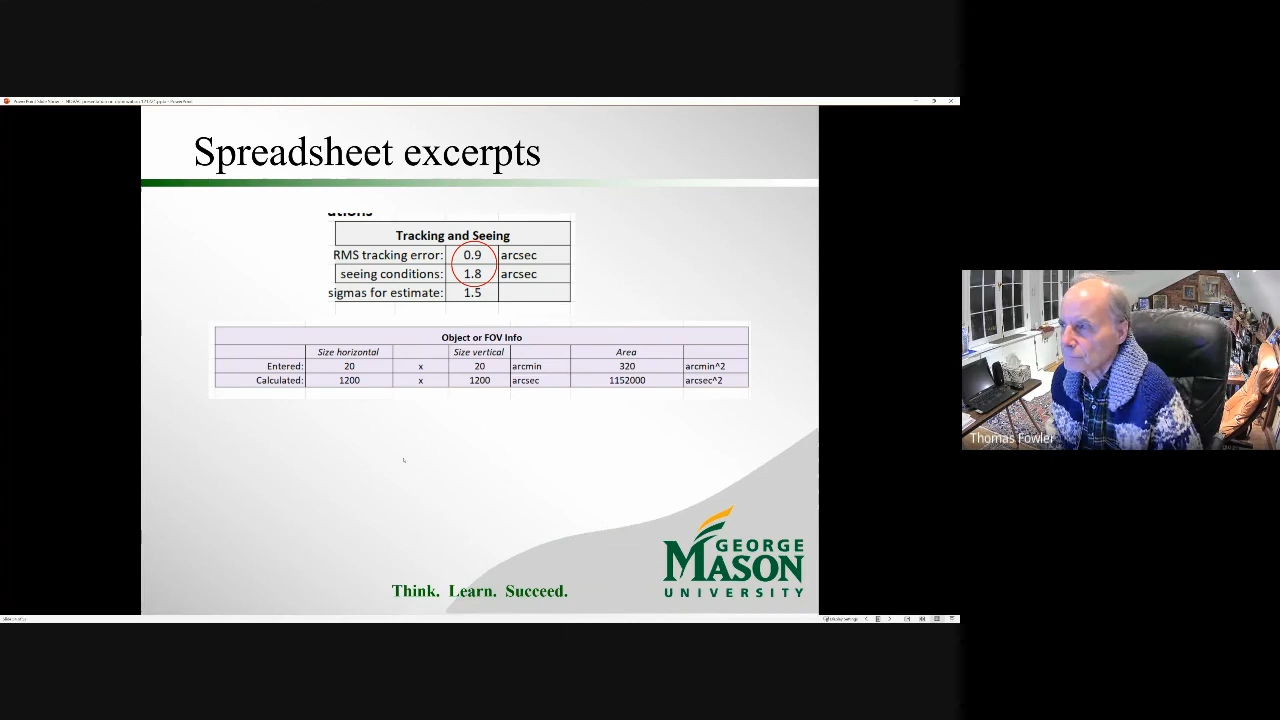 Spreadsheet excerpts
Tracking and Seeing
RMS tracking error: 0.9 arcsec
seeing conditions: 1.8 arcsec
sigmas for estimate: 1.5
Object or FOV Info
Size horizontal Size vertical Area
Entered: 20 x 20 arcmin 320 arcmin^2
Calculated: 1200 x 1200 arcsec 1152000 arcsec^2
Thomas Fowler
GEORGE
MASON
UNIVERSITY
Think. Learn. Succeed.
Display Settings